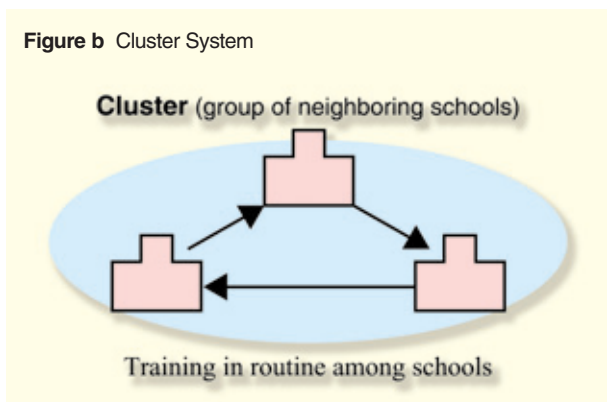 Figure b Cluster System
Cluster (group of neighboring schools)
Training in routine among schools